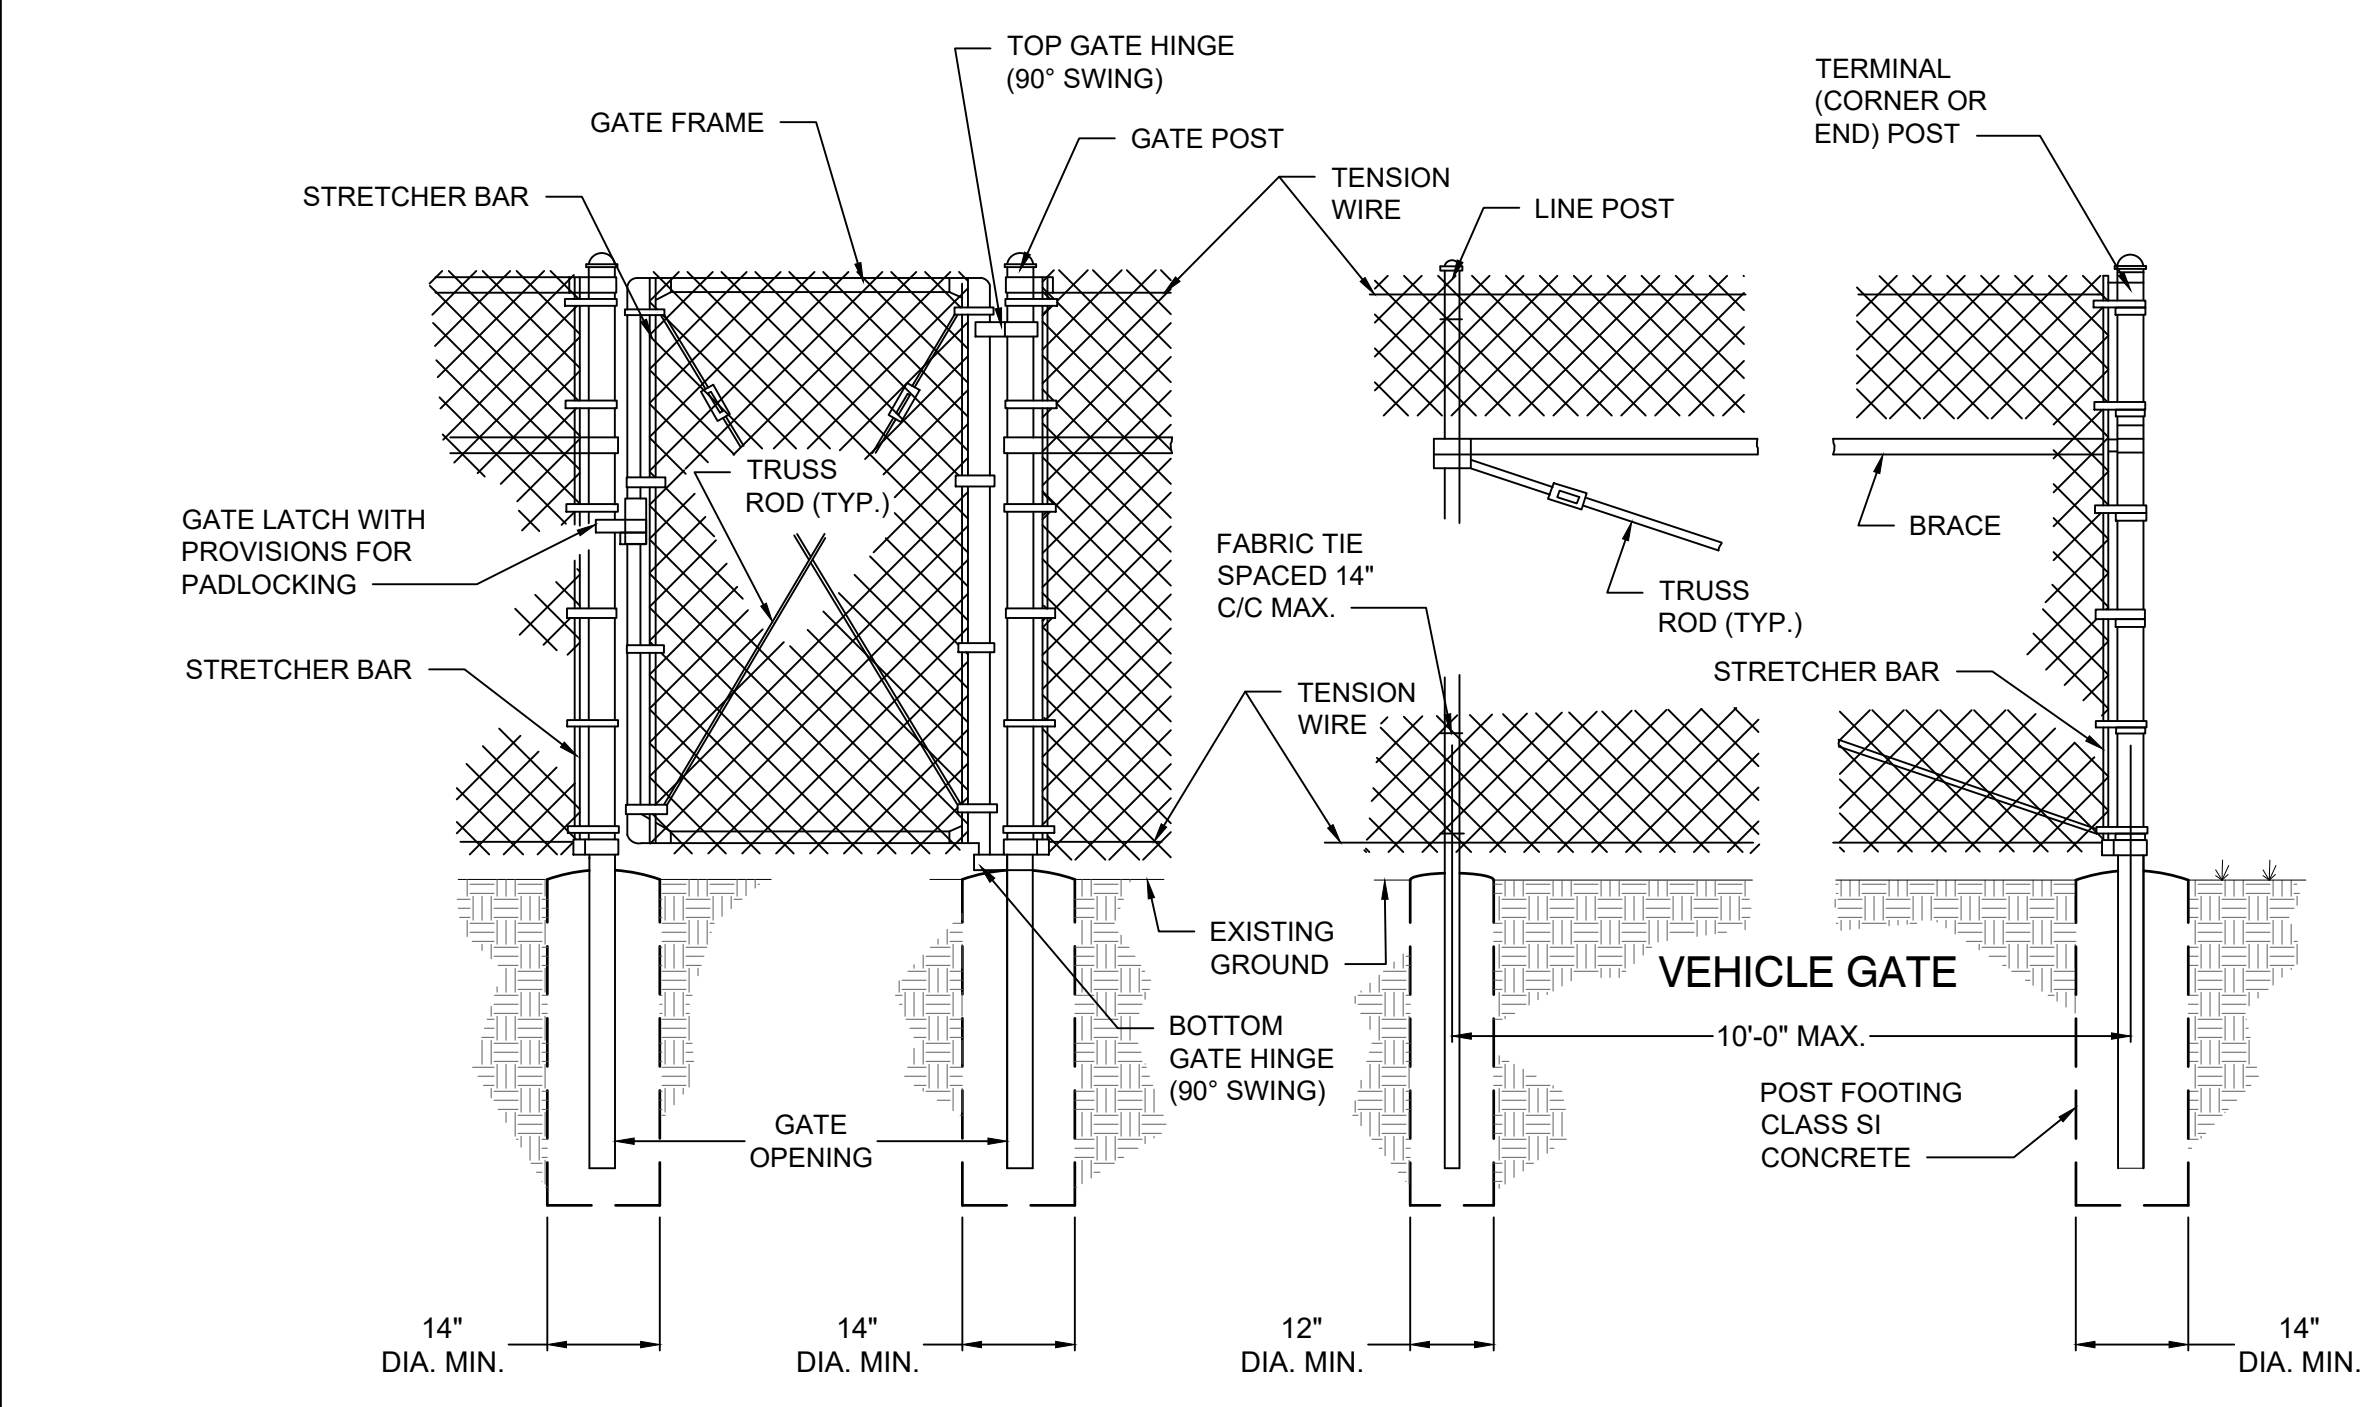 TOP GATE HINGE
(90° SWING)
GATE FRAME
GATE POST
STRETCHER BAR
TENSION
WIRE
LINE POST
TERMINAL
(CORNER OR
END) POST
TRUSS
ROD (TYP.)
GATE LATCH WITH
PROVISIONS FOR
PADLOCKING
STRETCHER BAR
FABRIC TIE
SPACED 14"
C/C MAX.
BRACE
TRUSS
ROD (TYP.)
STRETCHER BAR
TENSION
WIRE
EXISTING
GROUND
VEHICLE GATE
BOTTOM
GATE HINGE
(90° SWING)
10'-0" MAX.
POST FOOTING
CLASS SI
CONCRETE
GATE
OPENING
14"
DIA. MIN.
14"
DIA. MIN.
12"
DIA. MIN.
14"
DIA. MIN.